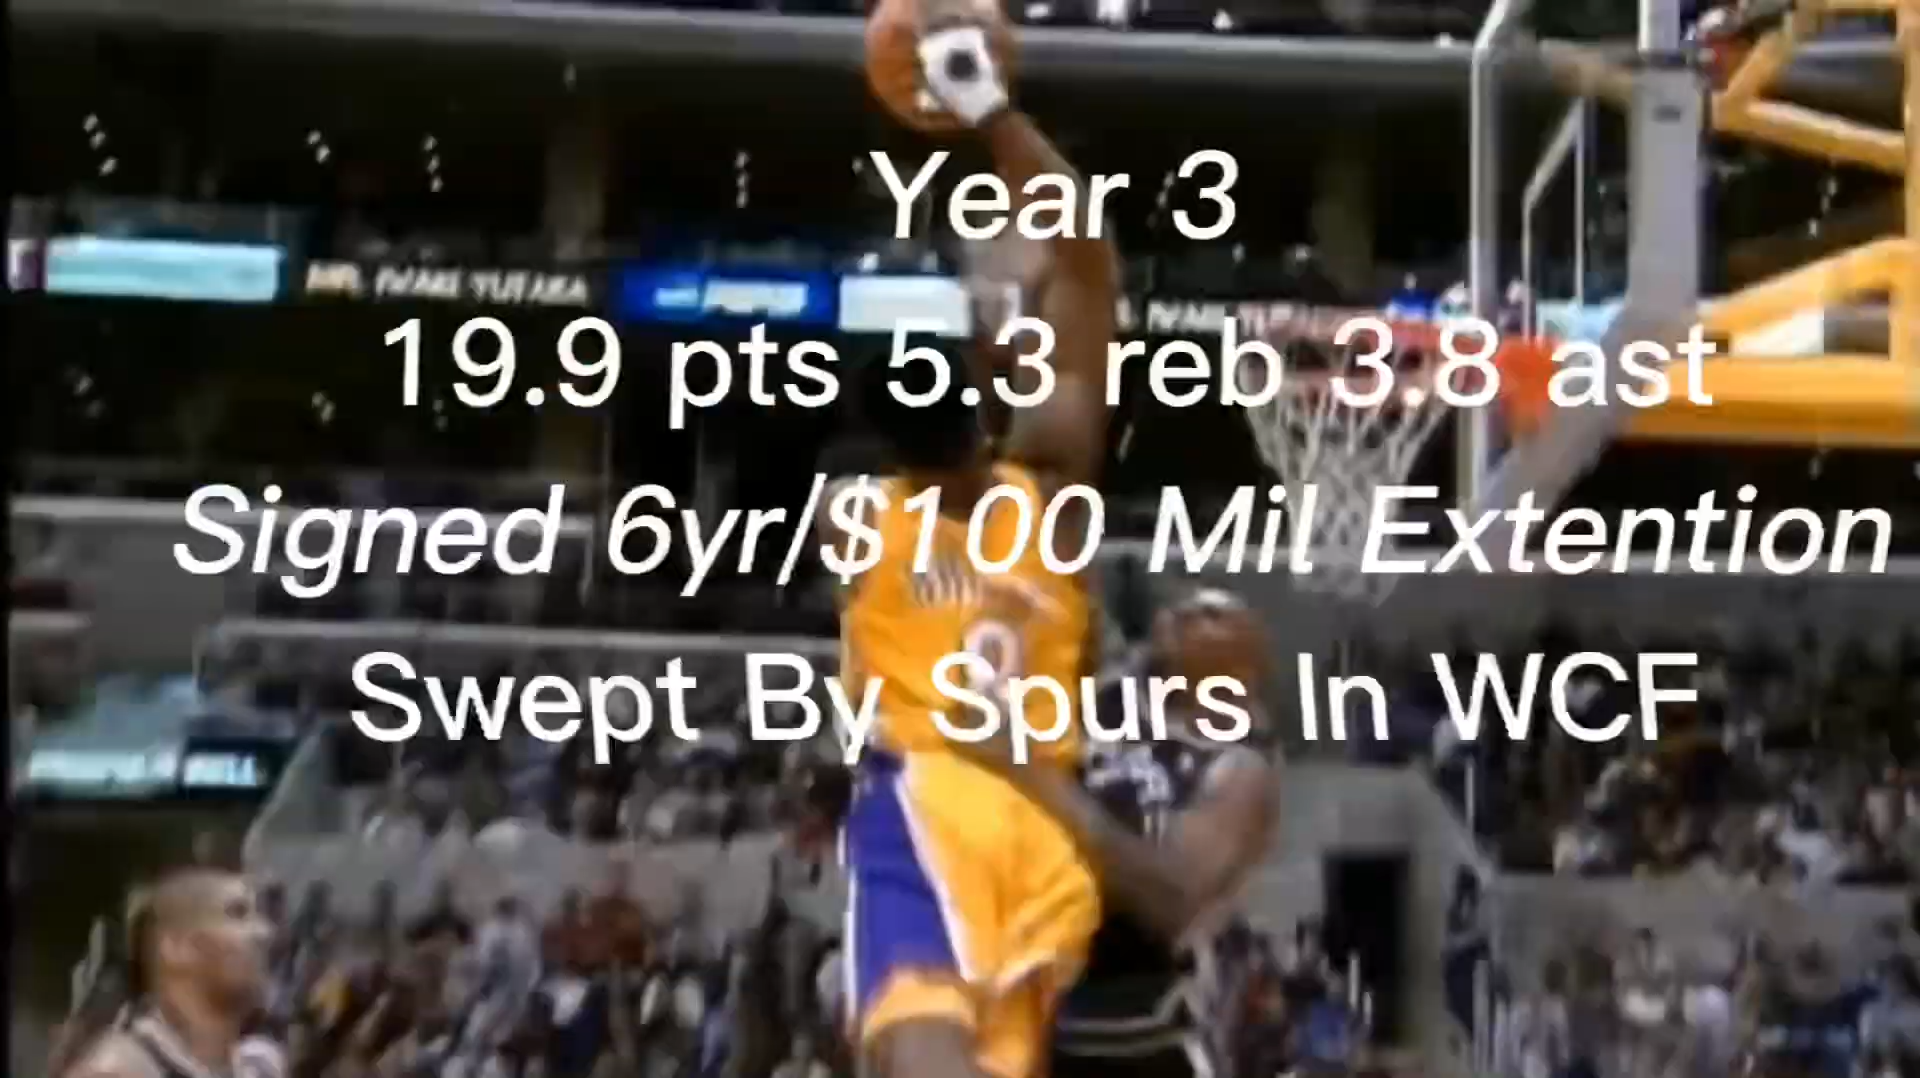 Year 3
19.9 pts 5.3 reb 3.8 ast
Signed 6yr/$100 Mil Extention
Swept By Spurs In WCF